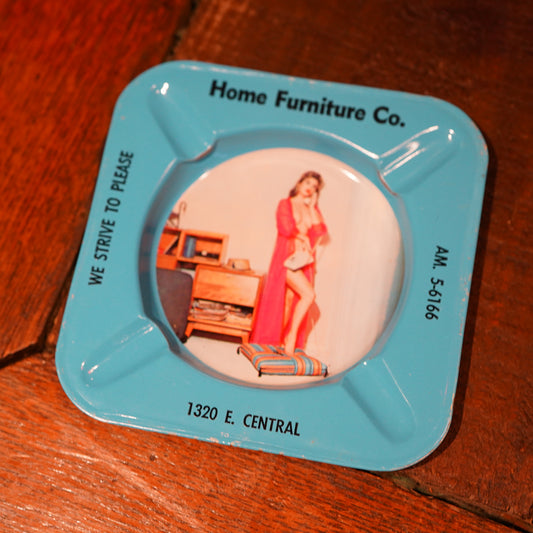 Home Furniture Co.
WE STRIVE TO PLEASE
AM. 5-6166
1320 E. CENTRAL